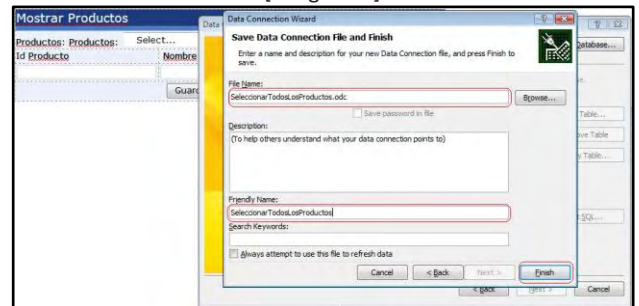 Mostrar Productos
Productos: Productos: Select...
Id Producto Nombre
Guar
Data
Data Connection Wizard
Save Data Connection File and Finish
Enter a name and description for your new Data Connection file, and press Finish to
save.
File Name:
SeleccionarTodosLosProductos.odc
Browse...
Save password in file
Description:
(To help others understand what your data connection points to)
Friendly Name:
SeleccionarTodosLosProductos
Search Keywords:
Always attempt to use this file to refresh data
Cancel < Back Next > Finish
Database...
Table...
Table
Table...
SQL...
< Back Next > Cancel